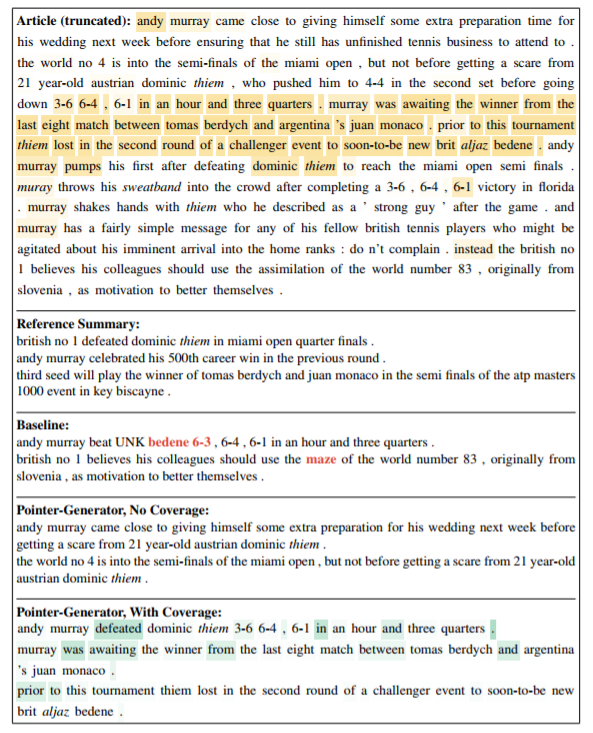 Article (truncated): andy murray came close to giving himself some extra preparation time for
his wedding next week before ensuring that he still has unfinished tennis business to attend to .
the world no 4 is into the semi-finals of the miami open , but not before getting a scare from
21 year-old austrian dominic thiem , who pushed him to 4-4 in the second set before going
down 3-6 6-4 , 6-1 in an hour and three quarters . murray was awaiting the winner from the
last eight match between tomas berdych and argentina 's juan monaco . prior to this tournament
thiem lost in the second round of a challenger event to soon-to-be new brit aljaz bedene . andy
murray pumps his first after defeating dominic thiem to reach the miami open semi finals .
muray throws his sweatband into the crowd after completing a 3-6 , 6-4 , 6-1 victory in florida
. murray shakes hands with thiem who he described as a ' strong guy ' after the game . and
murray has a fairly simple message for any of his fellow british tennis players who might be
agitated about his imminent arrival into the home ranks : do n't complain . instead the british no
1 believes his colleagues should use the assimilation of the world number 83 , originally from
slovenia , as motivation to better themselves .
Reference Summary:
british no 1 defeated dominic thiem in miami open quarter finals .
andy murray celebrated his 500th career win in the previous round .
third seed will play the winner of tomas berdych and juan monaco in the semi finals of the atp masters
1000 event in key biscayne .
Baseline:
andy murray beat UNK bedene 6-3 , 6-4 , 6-1 in an hour and three quarters .
british no 1 believes his colleagues should use the maze of the world number 83 , originally from
slovenia , as motivation to better themselves .
Pointer-Generator, No Coverage:
andy murray came close to giving himself some extra preparation for his wedding next week before
getting a scare from 21 year-old austrian dominic thiem .
the world no 4 is into the semi-finals of the miami open , but not before getting a scare from 21 year-old
austrian dominic thiem .
Pointer-Generator, With Coverage:
andy murray defeated dominic thiem 3-6 6-4 , 6-1 in an hour and three quarters .
murray was awaiting the winner from the last eight match between tomas berdych and argentina
's juan monaco .
prior to this tournament thiem lost in the second round of a challenger event to soon-to-be new
brit aljaz bedene .